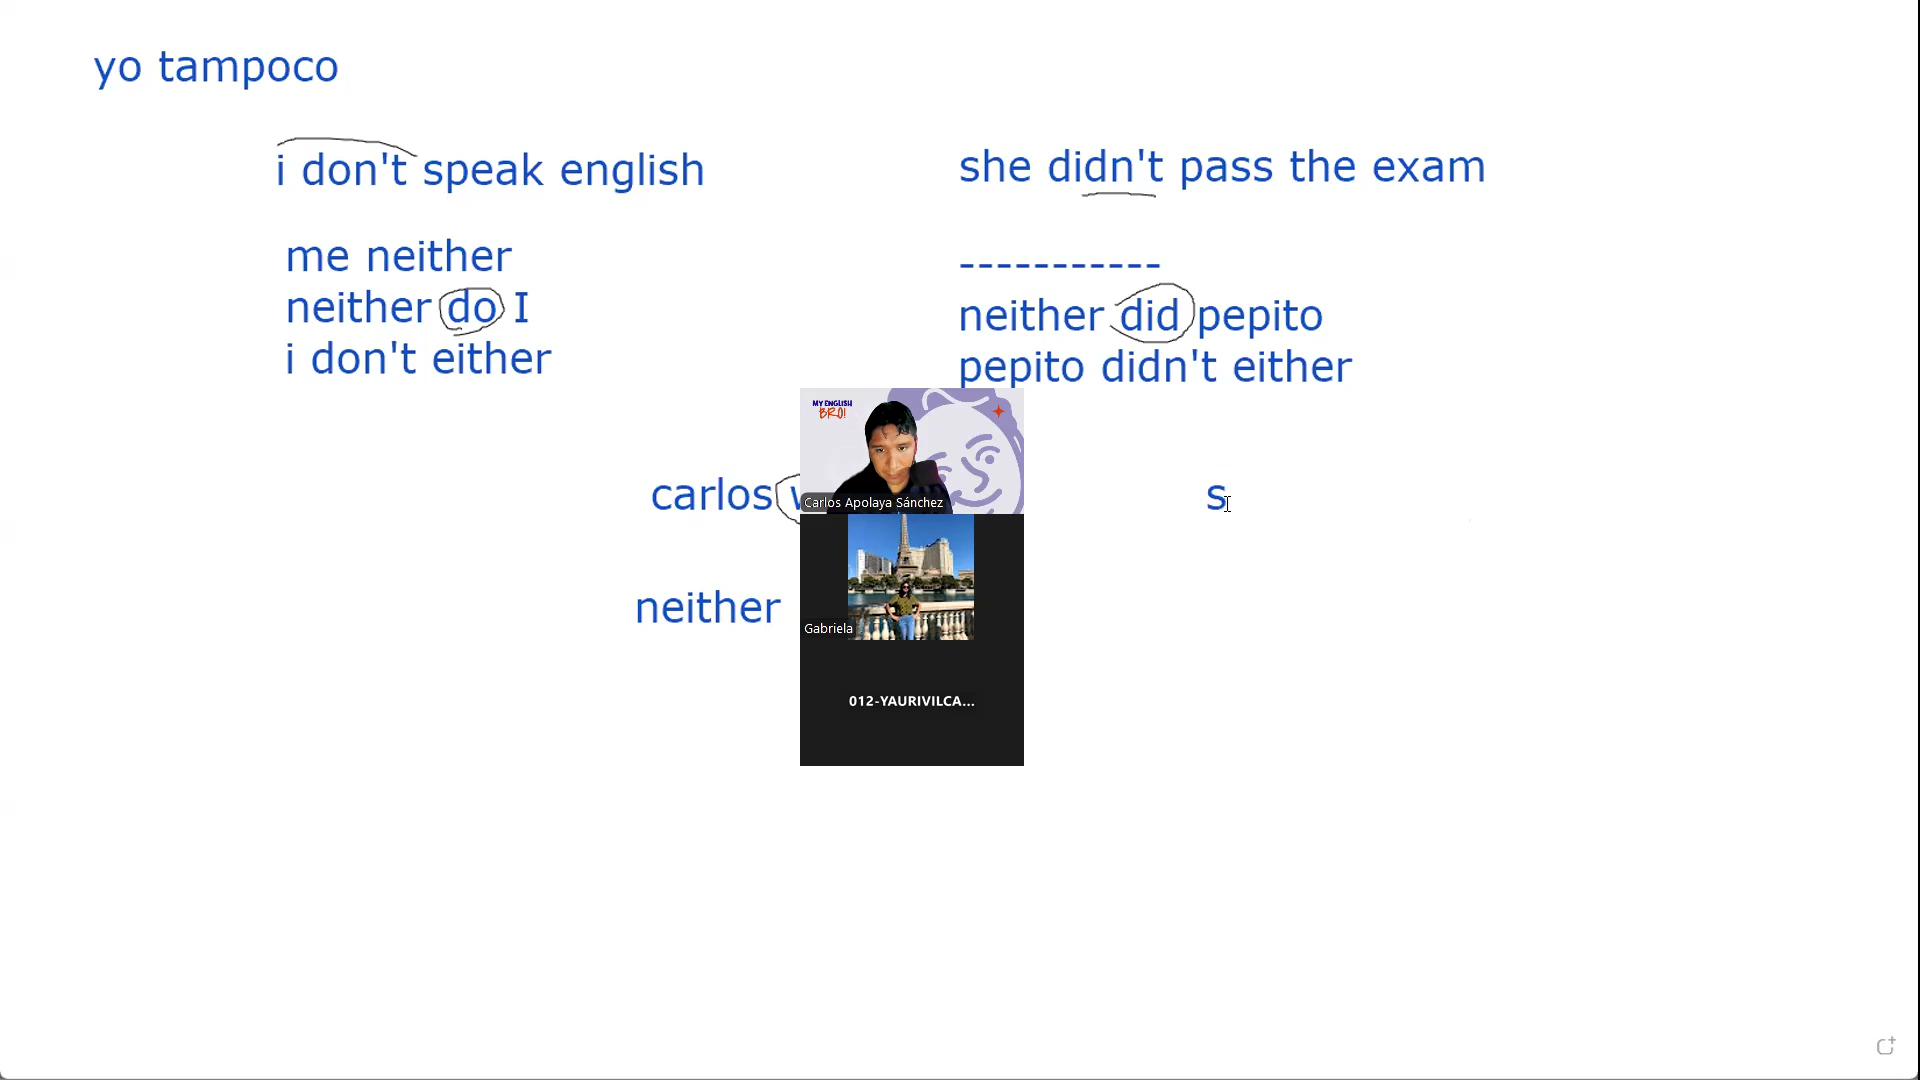 yo tampoco
i don't speak english
me neither
neither do I
i don't either
she didn't pass the exam
-----------
neither did pepito
pepito didn't either
MY ENGLISH
BRO!
carlos
Carlos Apolaya Sánchez
s
neither
Gabriela
012-YAURIVILCA...